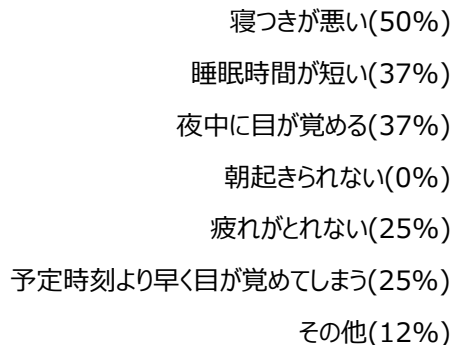 寝つきが悪い(50%)
睡眠時間が短い(37%)
夜中に目が覚める(37%)
朝起きられない(0%)
疲れがとれない(25%)
予定時刻より早く目が覚めてしまう(25%)
その他(12%)